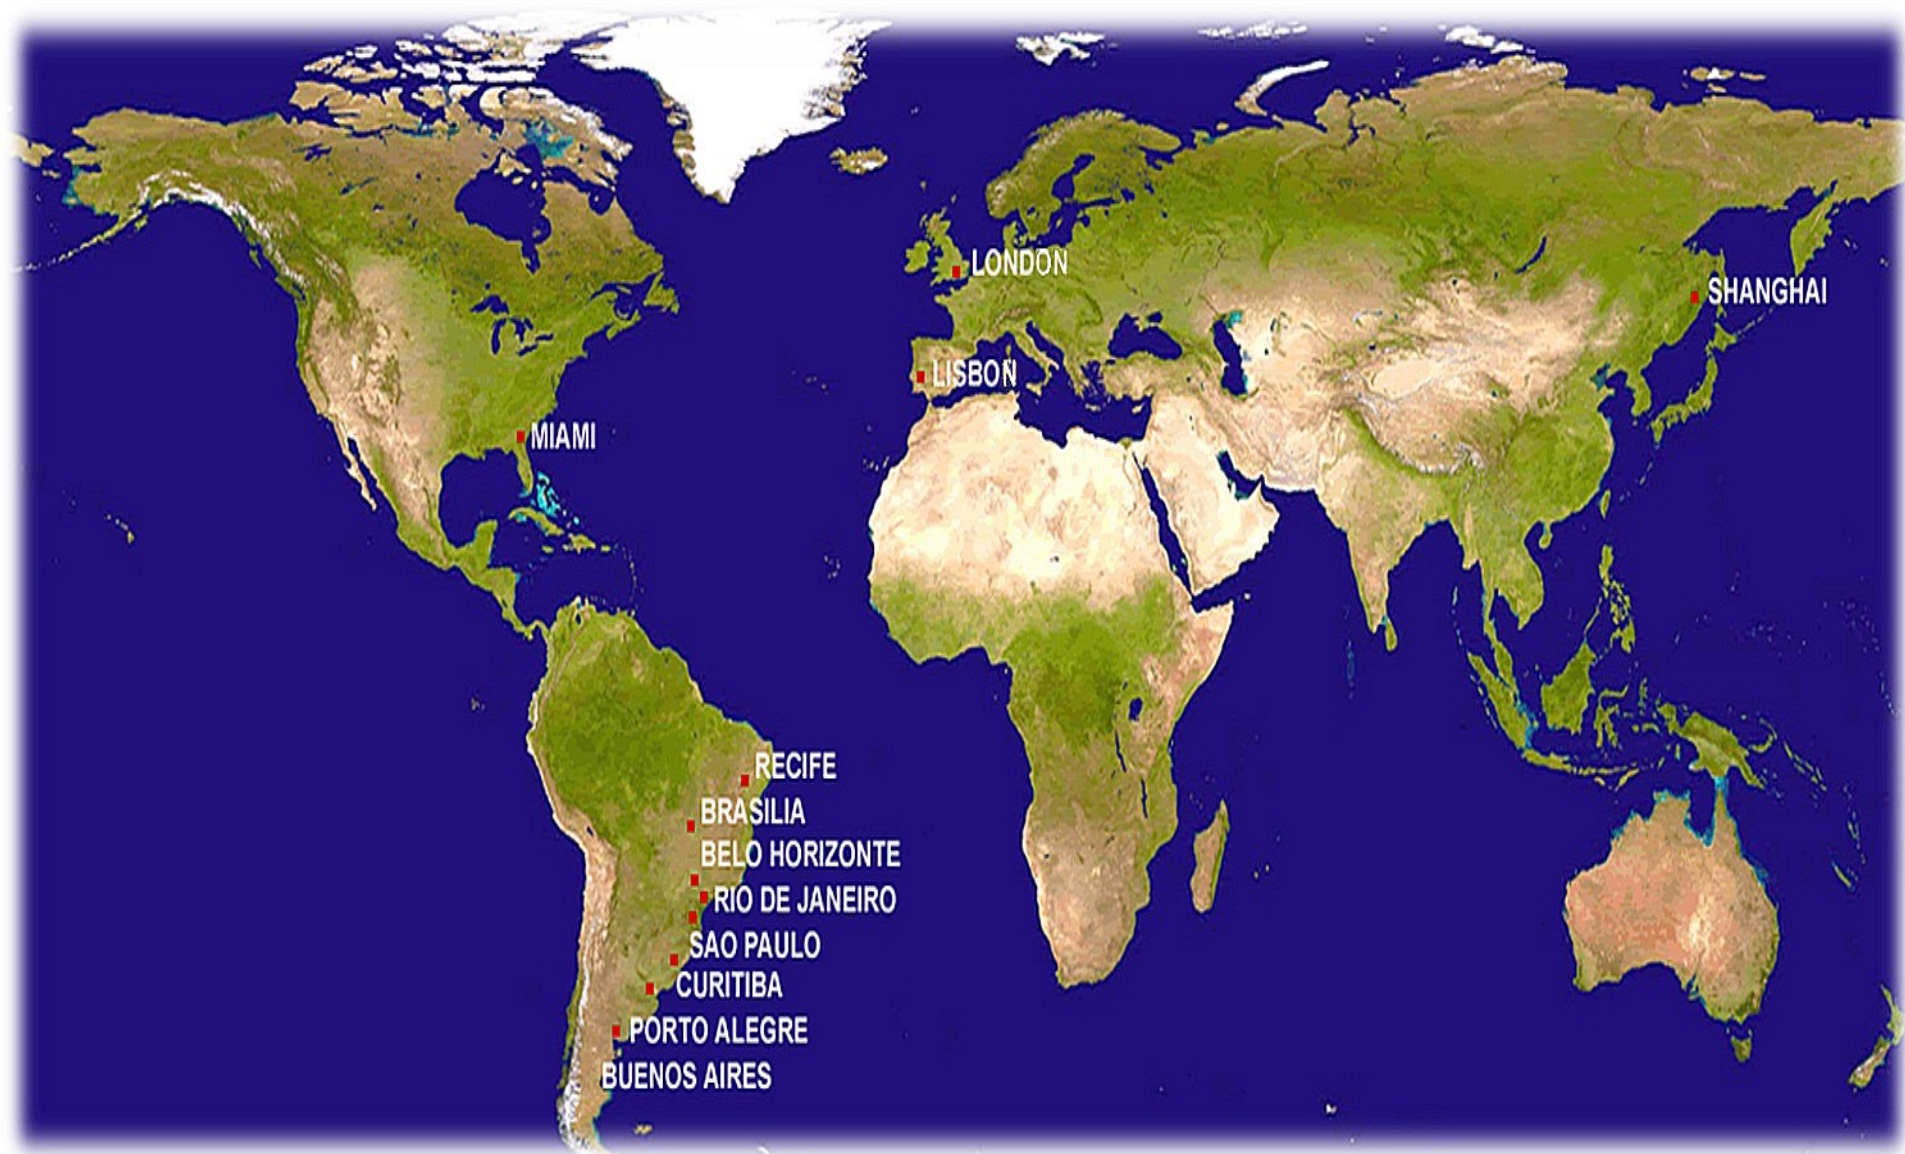 LONDON
SHANGHAI
LISBON
MIAMI
RECIFE
BRASILIA
BELO HORIZONTE
RIO DE JANEIRO
SAO PAULO
CURITIBA
PORTO ALEGRE
BUENOS AIRES